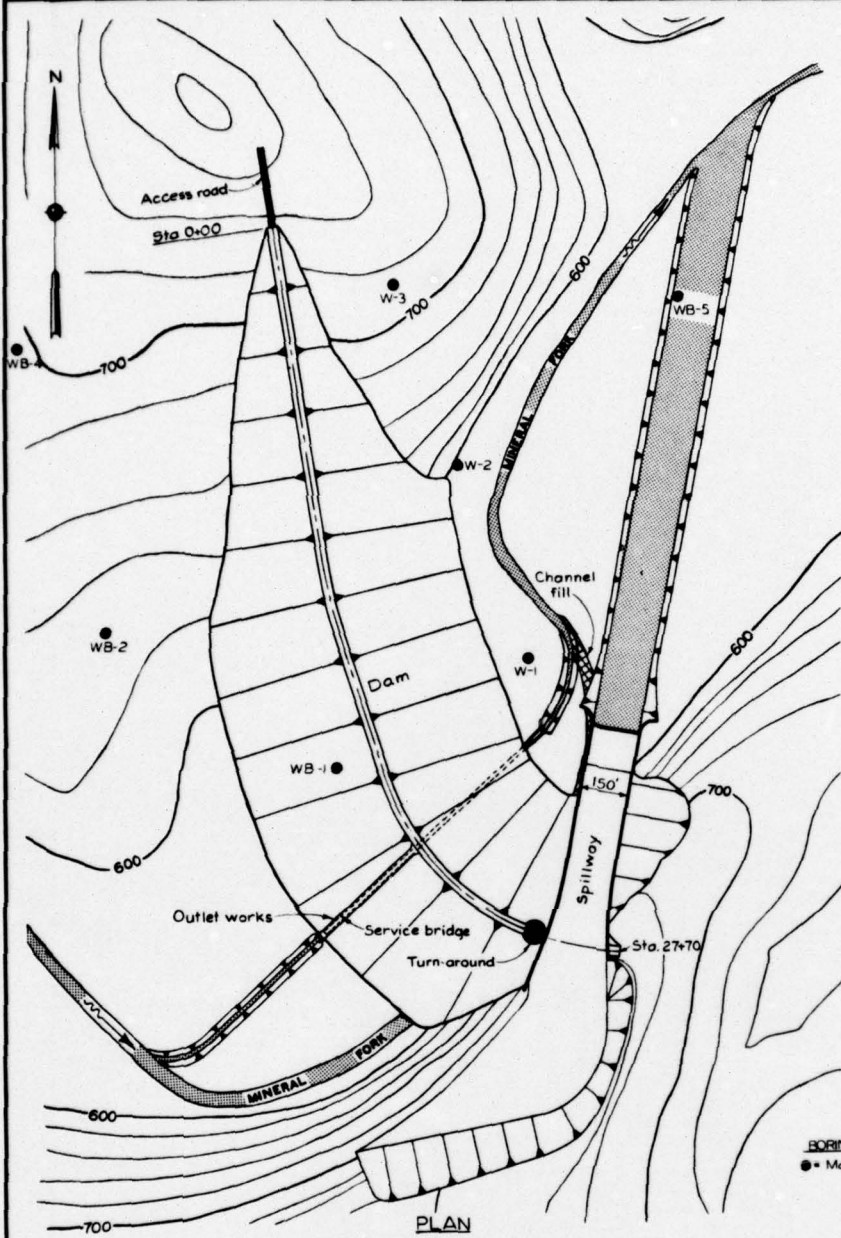 N
Access road
Sta 0+00
W-3
700
600
WB-5
WB-4
700
MINERAL FORK
W-2
Channel fill
WB-2
600
W-1
Dam
WB-1
150'
700
600
Spillway
Outlet works
Service bridge
Turn-around
Sta. 27+70
MINERAL FORK
600
700
PLAN